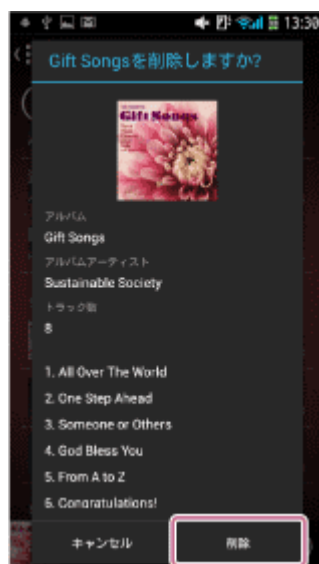 13:30
Gift Songsを削除しますか?
Gift Songs
アルバム
Gift Songs
アルバムアーティスト
Sustainable Society
トラック数
8
1. All Over The World
2. One Step Ahead
3. Someone or Others
4. God Bless You
5. From A to Z
6. Congratulations!
キャンセル
削除